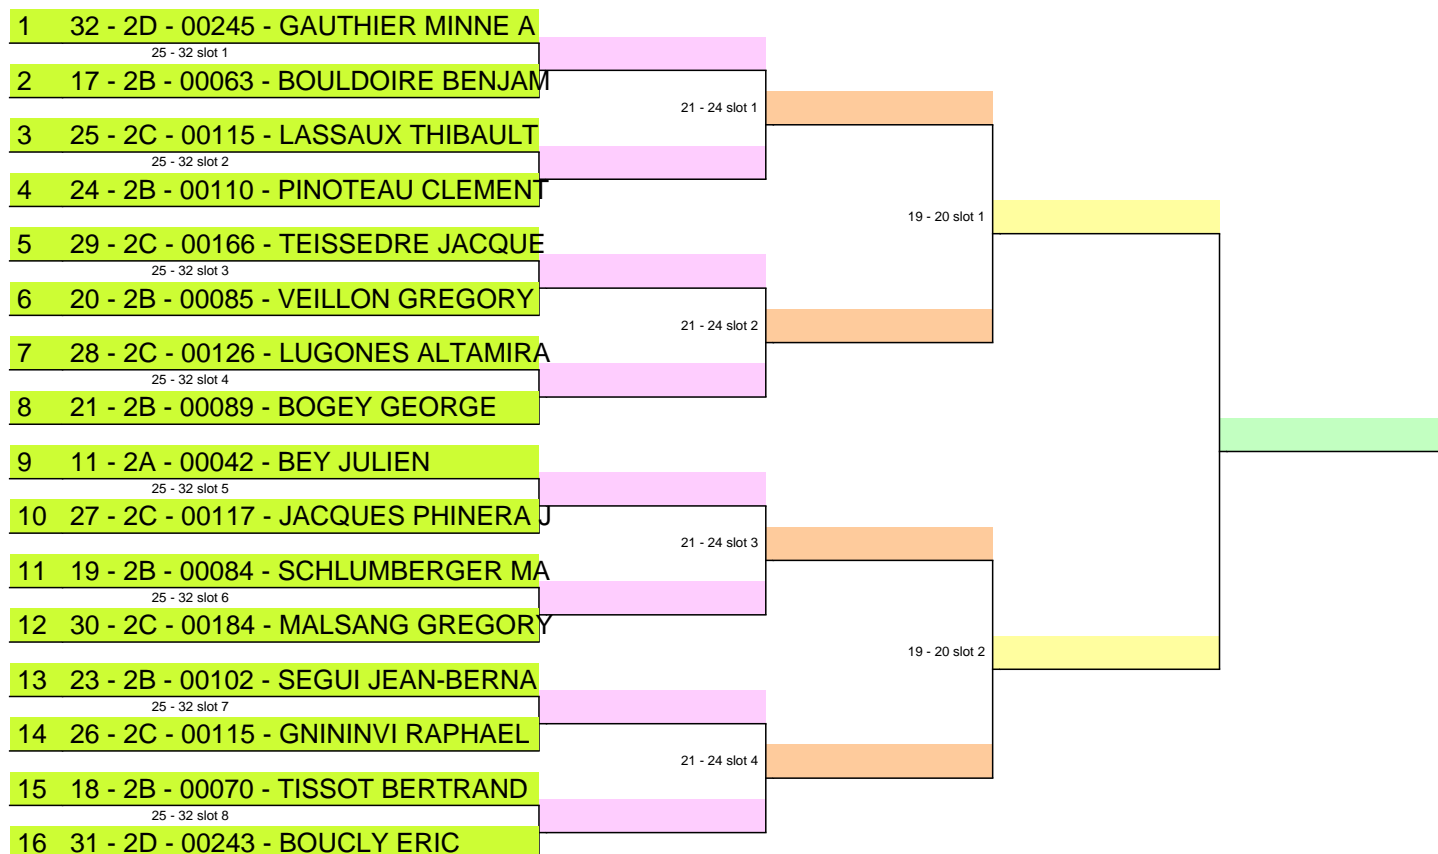 1 32 - 2D - 00245 - GAUTHIER MINNE A
25 - 32 slot 1
2 17 - 2B - 00063 - BOULDOIRE BENJAM
21 - 24 slot 1
3 25 - 2C - 00115 - LASSAUX THIBAULT
25 - 32 slot 2
4 24 - 2B - 00110 - PINOTEAU CLEMENT
19 - 20 slot 1
5 29 - 2C - 00166 - TEISSEDRE JACQUE
25 - 32 slot 3
6 20 - 2B - 00085 - VEILLON GREGORY
21 - 24 slot 2
7 28 - 2C - 00126 - LUGONES ALTAMIRA
25 - 32 slot 4
8 21 - 2B - 00089 - BOGEY GEORGE
9 11 - 2A - 00042 - BEY JULIEN
25 - 32 slot 5
10 27 - 2C - 00117 - JACQUES PHINERA J
21 - 24 slot 3
11 19 - 2B - 00084 - SCHLUMBERGER MA
25 - 32 slot 6
12 30 - 2C - 00184 - MALSANG GREGORY
19 - 20 slot 2
13 23 - 2B - 00102 - SEGUI JEAN-BERNA
25 - 32 slot 7
14 26 - 2C - 00115 - GNININVI RAPHAEL
21 - 24 slot 4
15 18 - 2B - 00070 - TISSOT BERTRAND
25 - 32 slot 8
16 31 - 2D - 00243 - BOUCLY ERIC